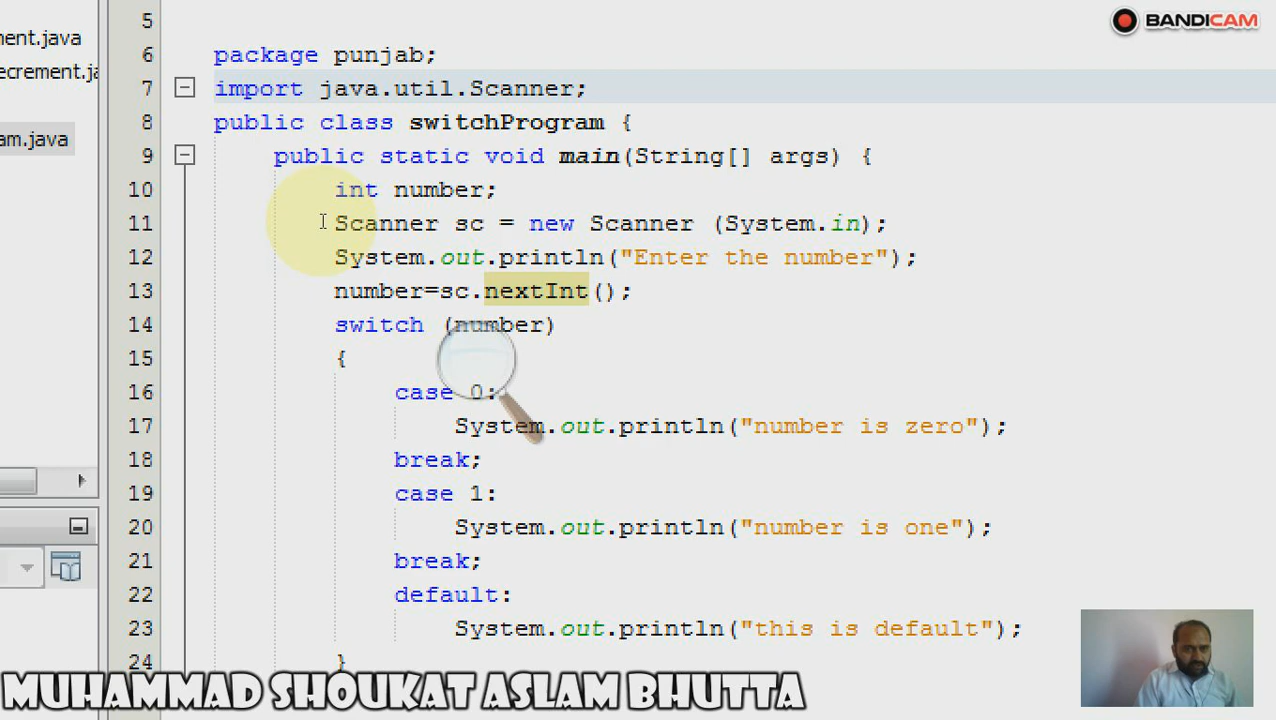 BANDICAM
5
ment.java
6 package punjab;
ecrement.ja
7 import java.util.Scanner;
8 public class switchProgram {
am.java
9 public static void main(String[] args) {
10 int number;
11 Scanner sc = new Scanner (System.in);
12 System.out.println("Enter the number");
13 number=sc.nextInt();
14 switch (number)
15 {
16 case 0:
17 System.out.println("number is zero");
18 break;
19 case 1:
20 System.out.println("number is one");
21 break;
22 default:
23 System.out.println("this is default");
24 }
MUHAMMAD SHOUKAT ASLAM BHUTTA